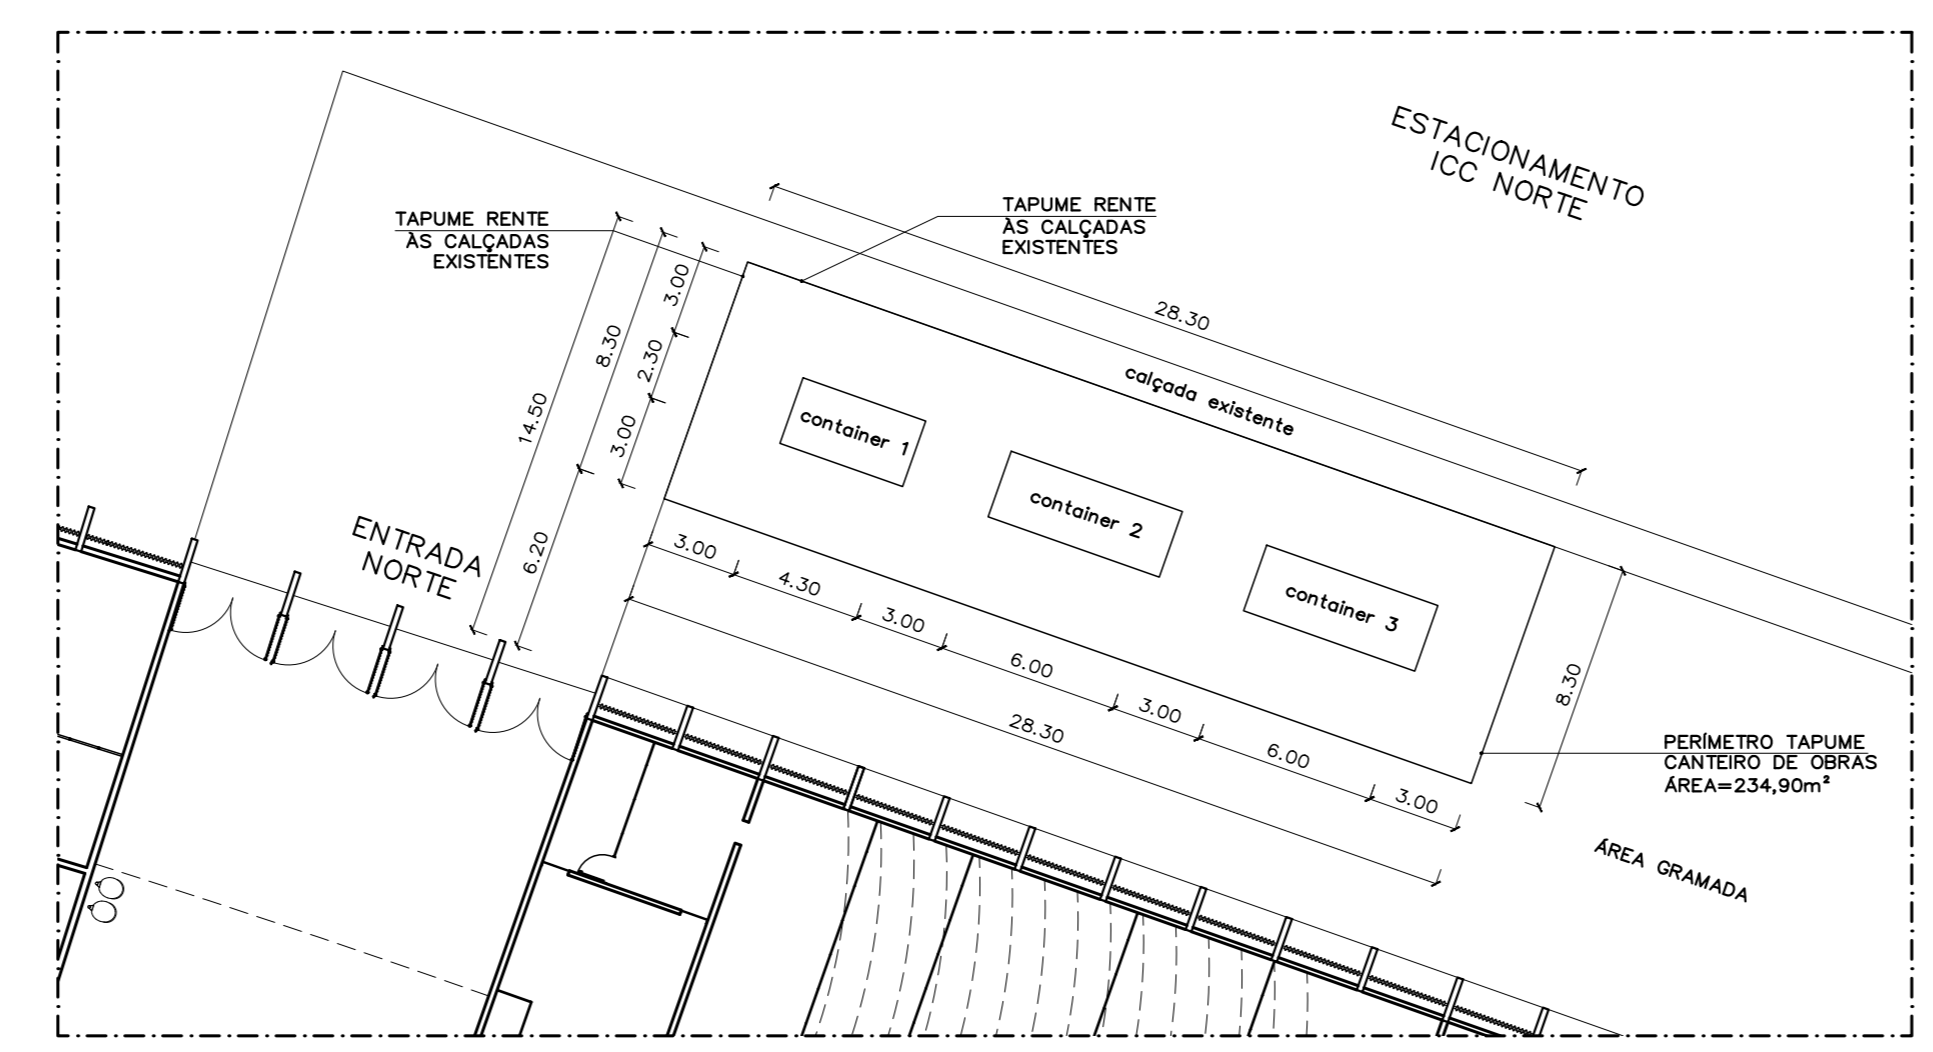 ESTACIONAMENTO
ICC NORTE
TAPUME RENTE
ÀS CALÇADAS
EXISTENTES
TAPUME RENTE
ÀS CALÇADAS
EXISTENTES
28.30
3.00
8.30
2.30
14.50
3.00
6.20
calçada existente
container 1
container 2
container 3
ENTRADA
NORTE
3.00
4.30
3.00
6.00
3.00
6.00
3.00
28.30
8.30
PERÍMETRO TAPUME
CANTEIRO DE OBRAS
ÁREA=234,90m²
ÁREA GRAMADA